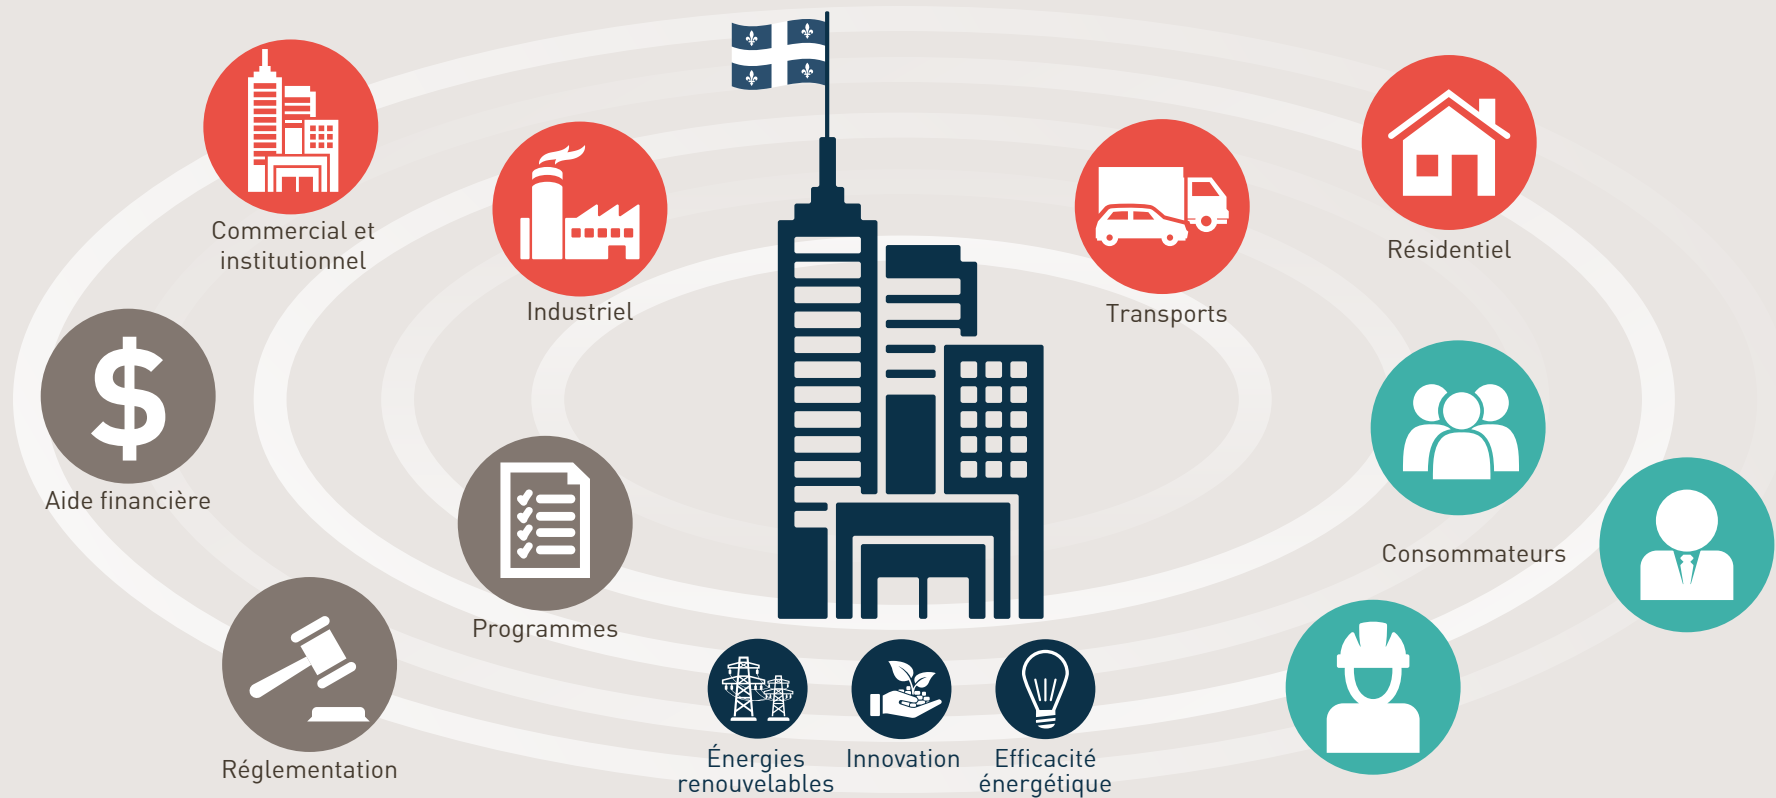 Commercial et
institutionnel
Industriel
Transports
Résidentiel
Aide financière
Programmes
Consommateurs
Réglementation
Énergies
renouvelables
Innovation
Efficacité
énergétique